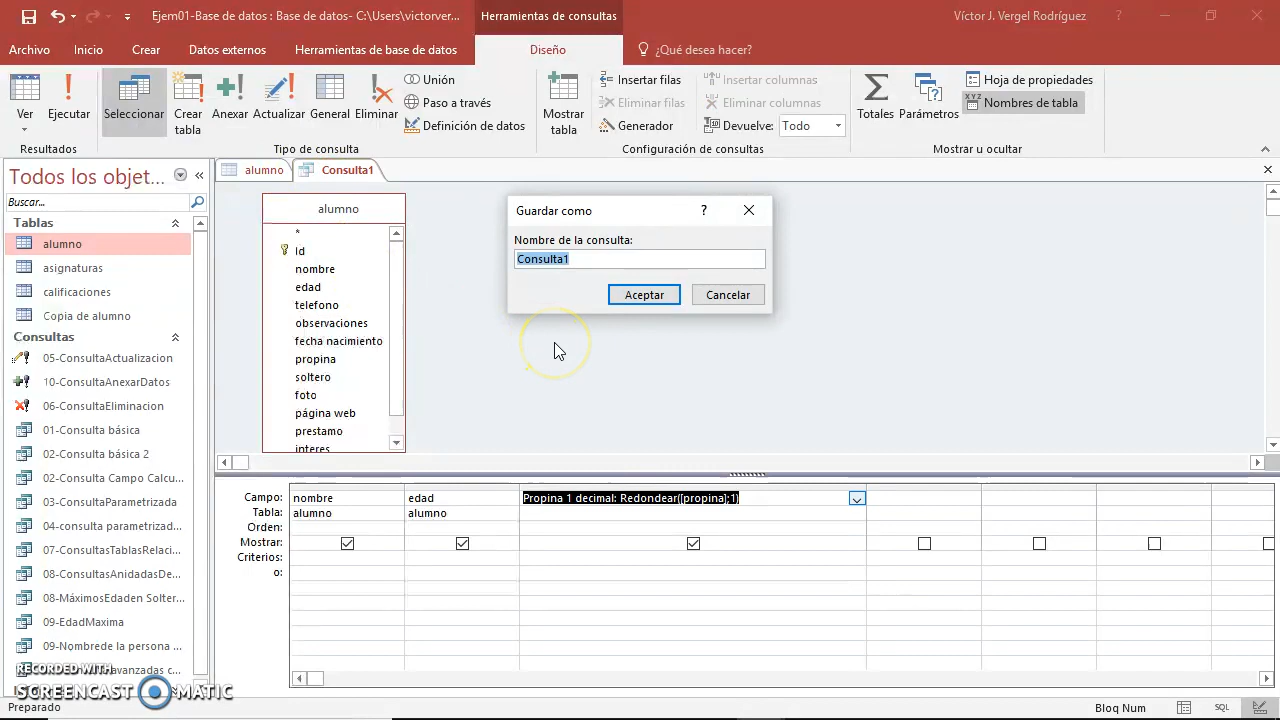 Ejem01-Base de datos : Base de datos- C:\Users\victorver...
Herramientas de consultas
Víctor J. Vergel Rodríguez
?
Archivo
Inicio
Crear
Datos externos
Herramientas de base de datos
Diseño
¿Qué desea hacer?
Ver
Ejecutar
Seleccionar
Crear tabla
Anexar
Actualizar
General
Eliminar
Unión
Paso a través
Definición de datos
Mostrar tabla
Insertar filas
Eliminar filas
Generador
Insertar columnas
Eliminar columnas
Devuelve: Todo
Totales
Parámetros
Hoja de propiedades
XYZ Nombres de tabla
Resultados
Tipo de consulta
Configuración de consultas
Mostrar u ocultar
Todos los objet...
Buscar...
Tablas
alumno
asignaturas
calificaciones
Copia de alumno
Consultas
05-ConsultaActualizacion
10-ConsultaAnexarDatos
06-ConsultaEliminacion
01-Consulta básica
02-Consulta básica 2
02-Consulta Campo Calcu...
03-ConsultaParametrizada
04-consulta parametrizad...
07-ConsultasTablasRelaci...
08-ConsultasAnidadasDe...
08-MáximosEdaden Solter...
09-EdadMaxima
09-Nombrede la persona ...
alumno
Consulta1
alumno
*
Id
nombre
edad
telefono
observaciones
fecha nacimiento
propina
soltero
foto
página web
prestamo
interes
Guardar como
?
Nombre de la consulta:
Consulta1
Aceptar
Cancelar
Campo: nombre edad Propina 1 decimal: Redondear([propina];1)
Tabla: alumno alumno
Orden:
Mostrar:
Criterios:
o:
RECORDED WITH
SCREENCAST MATIC
Preparado
Bloq Num
SQL